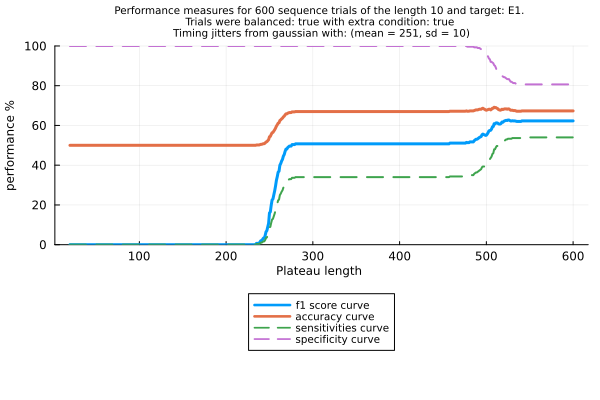 Performance measures for 600 sequence trials of the length 10 and target: E1.
Trials were balanced: true with extra condition: true
Timing jitters from gaussian with: (mean = 251, sd = 10)
100
80
60
40
20
0
performance %
100 200 300 400 500 600
Plateau length
f1 score curve
accuracy curve
sensitivities curve
specificity curve